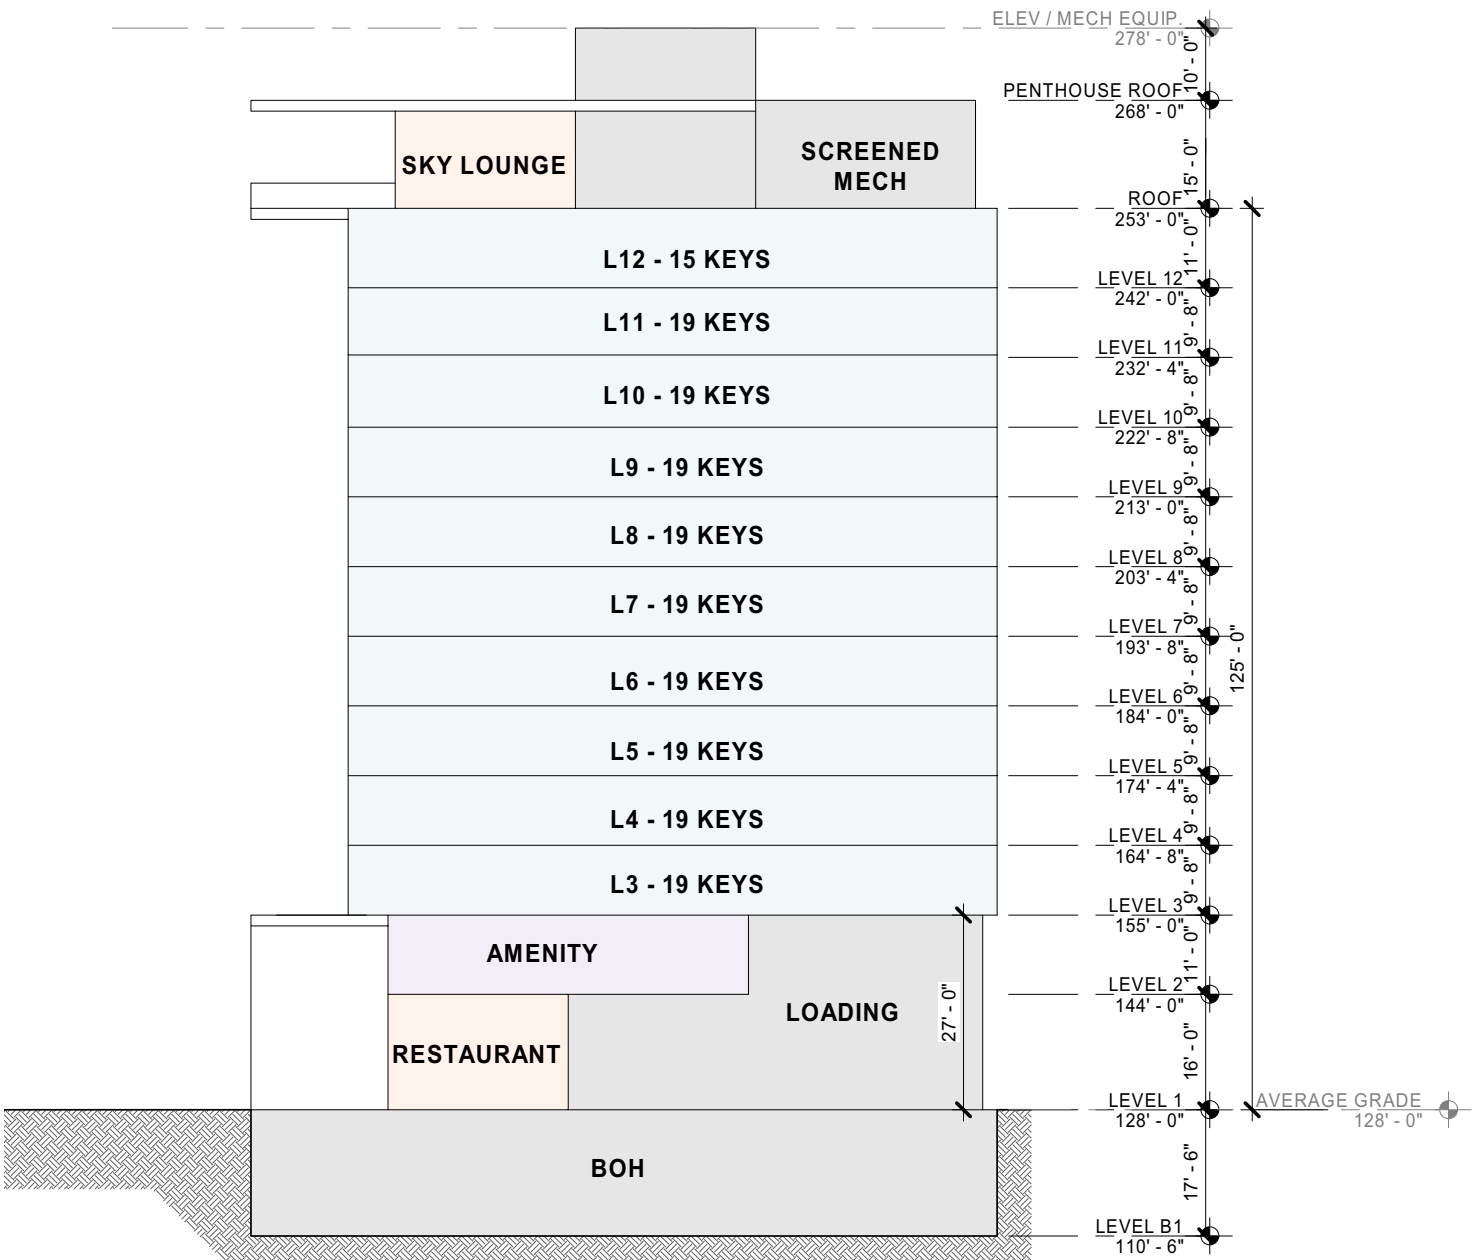 ELEV / MECH EQUIP.
278' - 0"
10' - 0"
PENTHOUSE ROOF
268' - 0"
SKY LOUNGE
SCREENED
MECH
15' - 0"
ROOF
253' - 0"
11' - 0"
L12 - 15 KEYS
LEVEL 12
242' - 0"
9' - 8"
L11 - 19 KEYS
LEVEL 11
232' - 4"
9' - 8"
L10 - 19 KEYS
LEVEL 10
222' - 8"
9' - 8"
L9 - 19 KEYS
LEVEL 9
213' - 0"
9' - 8"
L8 - 19 KEYS
LEVEL 8
203' - 4"
9' - 8"
L7 - 19 KEYS
LEVEL 7
193' - 8"
125' - 0"
9' - 8"
L6 - 19 KEYS
LEVEL 6
184' - 0"
9' - 8"
L5 - 19 KEYS
LEVEL 5
174' - 4"
9' - 8"
L4 - 19 KEYS
LEVEL 4
164' - 8"
9' - 8"
L3 - 19 KEYS
LEVEL 3
155' - 0"
11' - 0"
AMENITY
LEVEL 2
144' - 0"
LOADING
27' - 0"
16' - 0"
RESTAURANT
LEVEL 1
128' - 0"
AVERAGE GRADE
128' - 0"
BOH
17' - 6"
LEVEL B1
110' - 6"